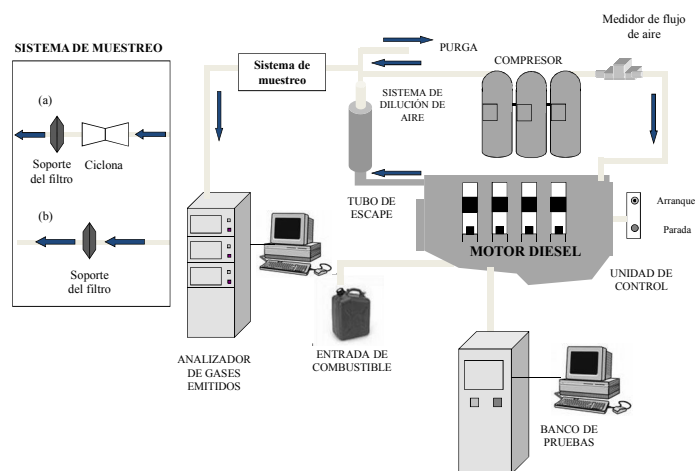 SISTEMA DE MUESTREO
(a)
Soporte
del filtro
Ciclona
(b)
Soporte
del filtro
Sistema de
muestreo
PURGA
SISTEMA DE
DILUCIÓN DE
AIRE
COMPRESOR
Medidor de flujo
de aire
TUBO DE
ESCAPE
MOTOR DIESEL
Arranque
Parada
UNIDAD DE
CONTROL
ANALIZADOR
DE GASES
EMITIDOS
ENTRADA DE
COMBUSTIBLE
BANCO DE
PRUEBAS